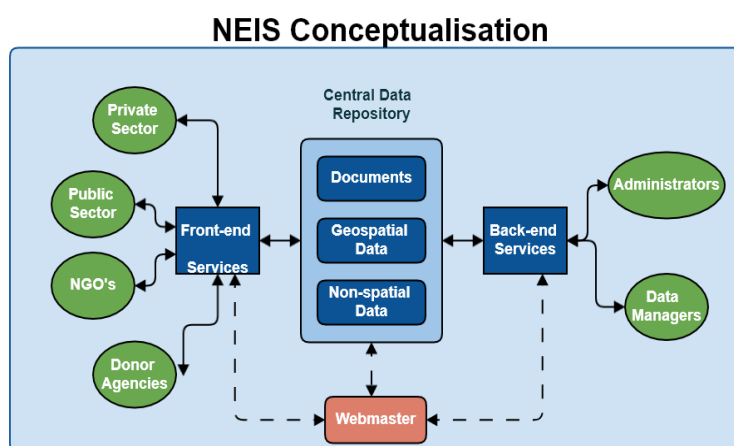 NEIS Conceptualisation
Private
Sector
Central Data
Repository
Public
Sector
Documents
Administrators
Front-end
Services
Geospatial
Data
Back-end
Services
NGO's
Non-spatial
Data
Data
Managers
Donor
Agencies
Webmaster